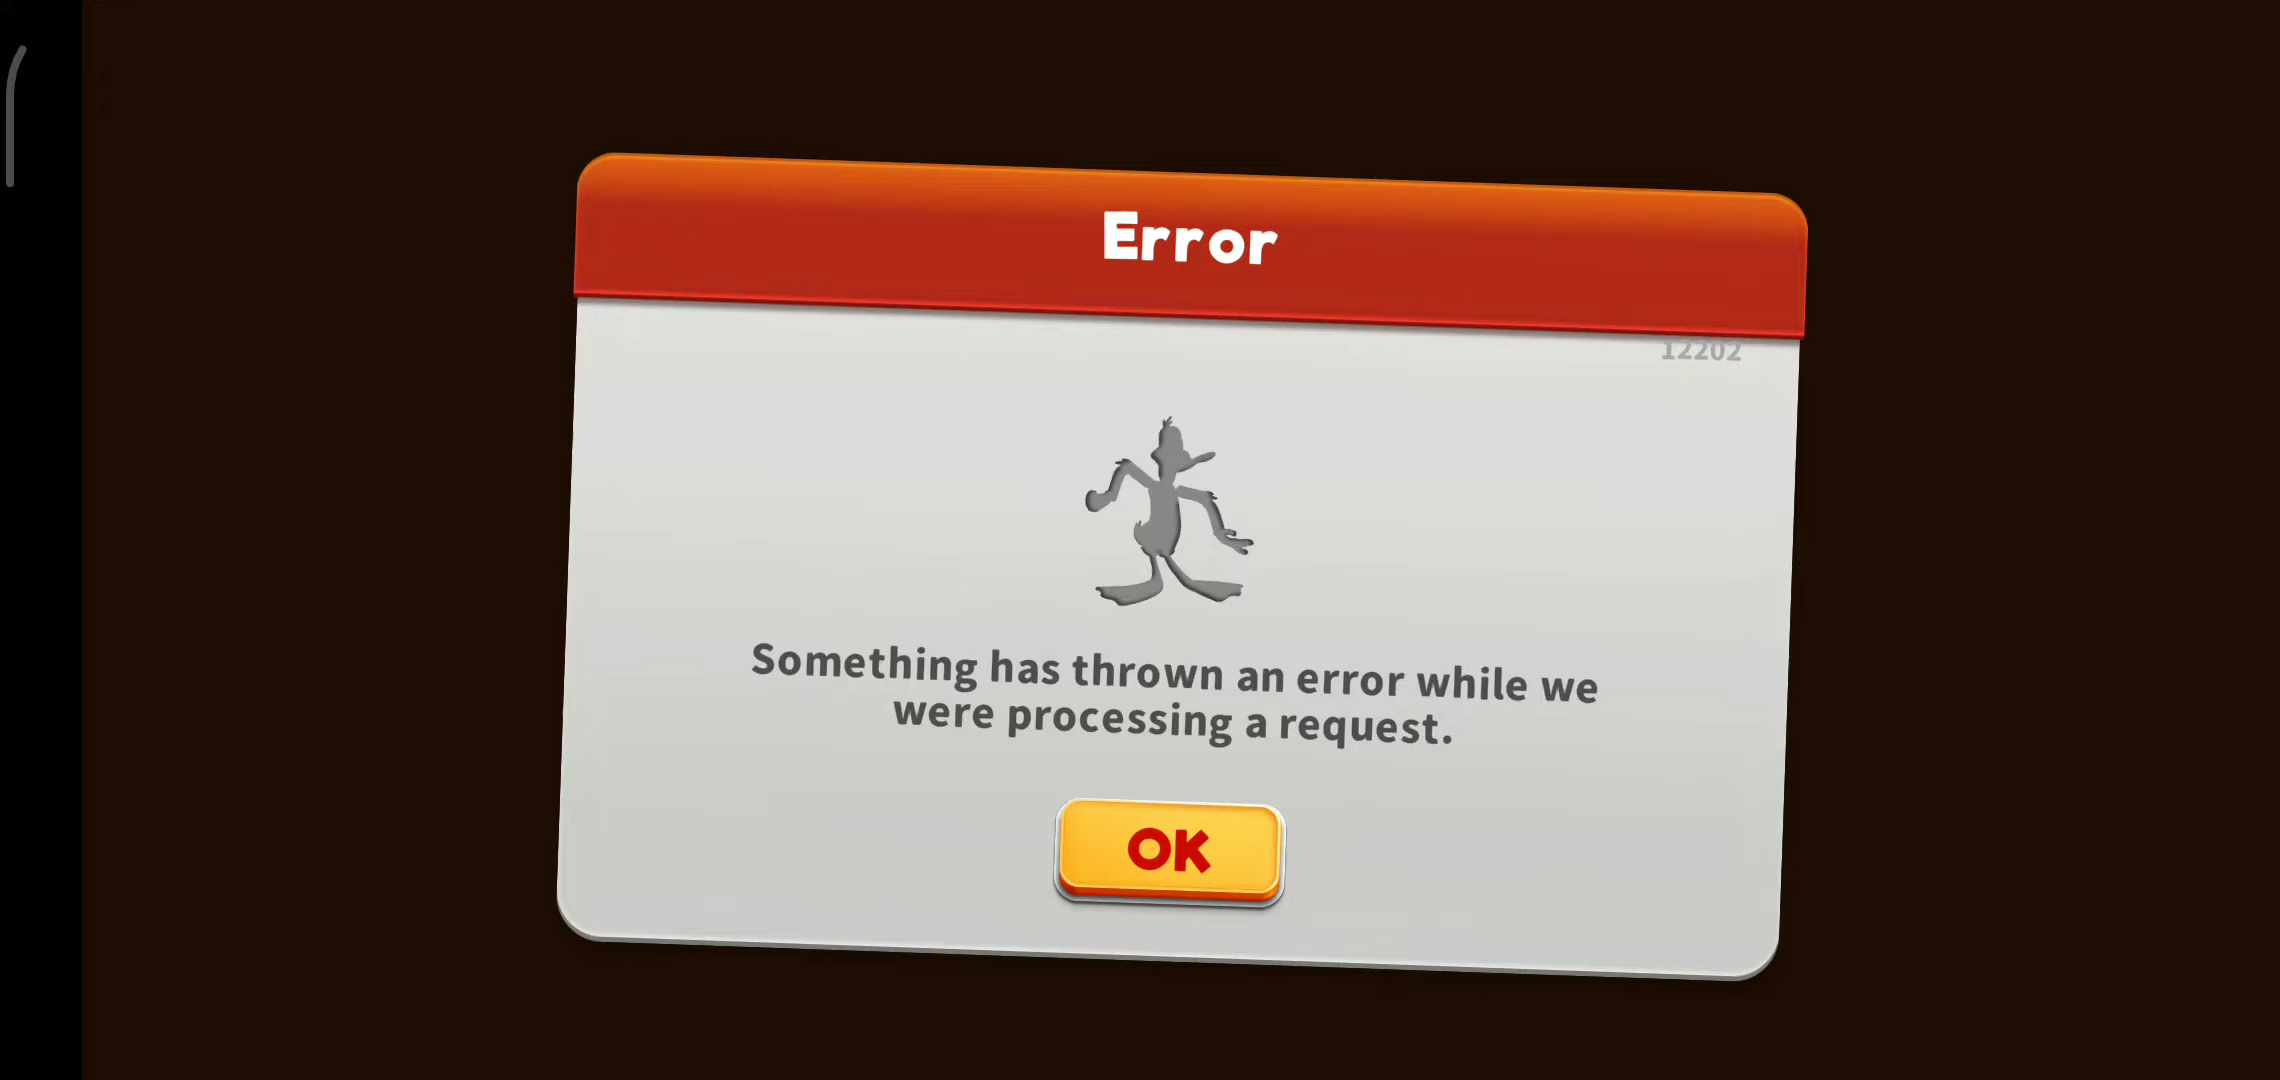 Error
12202
Something has thrown an error while we
were processing a request.
OK